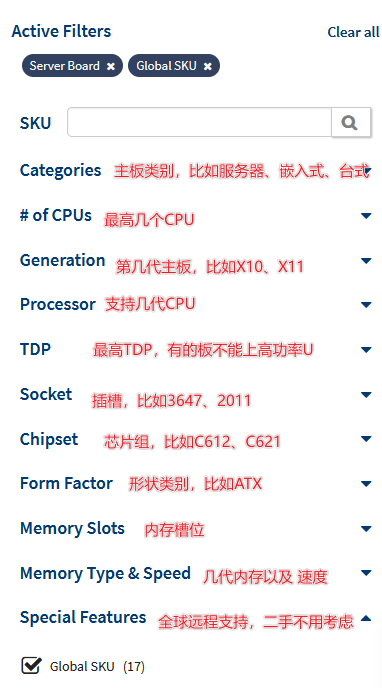 Active Filters Clear all
Server Board ✖ Global SKU ✖
SKU
Categories 主板类别，比如服务器、嵌入式、台式
# of CPUs 最高几个CPU
Generation 第几代主板，比如X10、X11
Processor 支持几代CPU
TDP 最高TDP，有的板不能上高功率U
Socket 插槽，比如3647、2011
Chipset 芯片组，比如C612、C621
Form Factor 形状类别，比如ATX
Memory Slots 内存槽位
Memory Type & Speed 几代内存以及 速度
Special Features 全球远程支持，二手不用考虑
Global SKU (17)